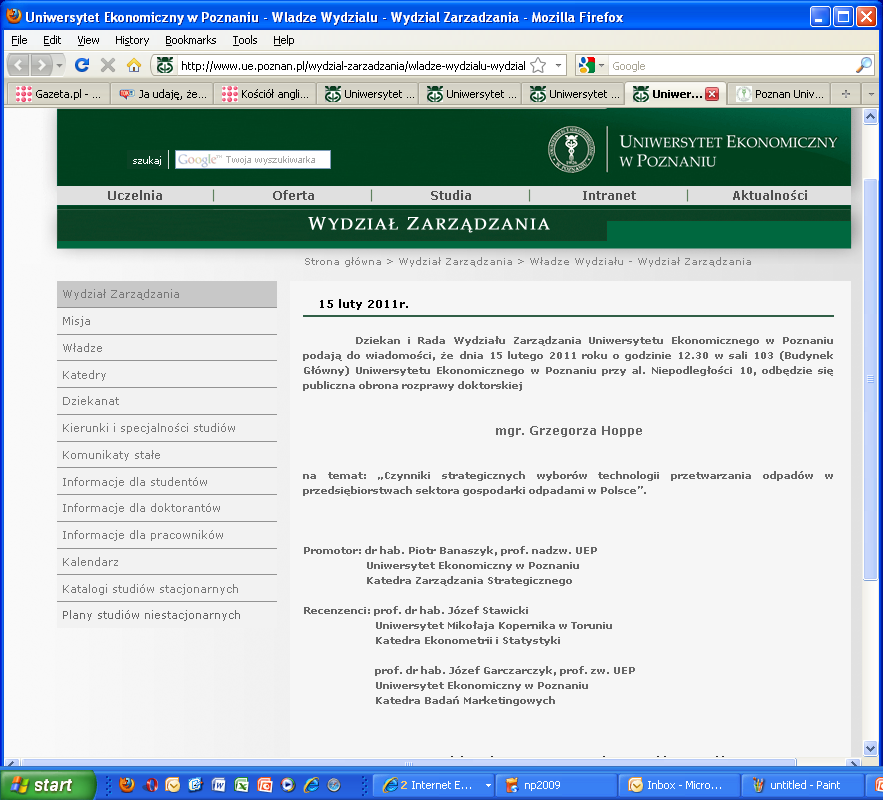 Uniwersytet Ekonomiczny w Poznaniu - Wladze Wydzialu - Wydzial Zarzadzania - Mozilla Firefox
File Edit View History Bookmarks Tools Help
http://www.ue.poznan.pl/wydzial-zarzadzania/wladze-wydzialu-wydzial
Google
Gazeta.pl - ...
Ja udaję, że...
Kościół angli...
Uniwersytet ...
Uniwersytet ...
Uniwersytet ...
Uniwer...
Poznan Univ...
szukaj
Google™ Twoja wyszukiwarka
UNIWERSYTET EKONOMICZNY
W POZNANIU
Uczelnia | Oferta | Studia | Intranet | Aktualności
WYDZIAŁ ZARZĄDZANIA
Strona główna > Wydział Zarządzania > Władze Wydziału - Wydział Zarządzania
Wydział Zarządzania
Misja
Władze
Katedry
Dziekanat
Kierunki i specjalności studiów
Komunikaty stałe
Informacje dla studentów
Informacje dla doktorantów
Informacje dla pracowników
Kalendarz
Katalogi studiów stacjonarnych
Plany studiów niestacjonarnych
15 luty 2011r.
Dziekan i Rada Wydziału Zarządzania Uniwersytetu Ekonomicznego w Poznaniu
podają do wiadomości, że dnia 15 lutego 2011 roku o godzinie 12.30 w sali 103 (Budynek
Główny) Uniwersytetu Ekonomicznego w Poznaniu przy al. Niepodległości 10, odbędzie się
publiczna obrona rozprawy doktorskiej
mgr. Grzegorza Hoppe
na temat: „Czynniki strategicznych wyborów technologii przetwarzania odpadów w
przedsiębiorstwach sektora gospodarki odpadami w Polsce”.
Promotor: dr hab. Piotr Banaszyk, prof. nadzw. UEP
Uniwersytet Ekonomiczny w Poznaniu
Katedra Zarządzania Strategicznego
Recenzenci: prof. dr hab. Józef Stawicki
Uniwersytet Mikołaja Kopernika w Toruniu
Katedra Ekonometrii i Statystyki
prof. dr hab. Józef Garczarczyk, prof. zw. UEP
Uniwersytet Ekonomiczny w Poznaniu
Katedra Badań Marketingowych
start
2 Internet E...
np2009
Inbox - Micro...
untitled - Paint